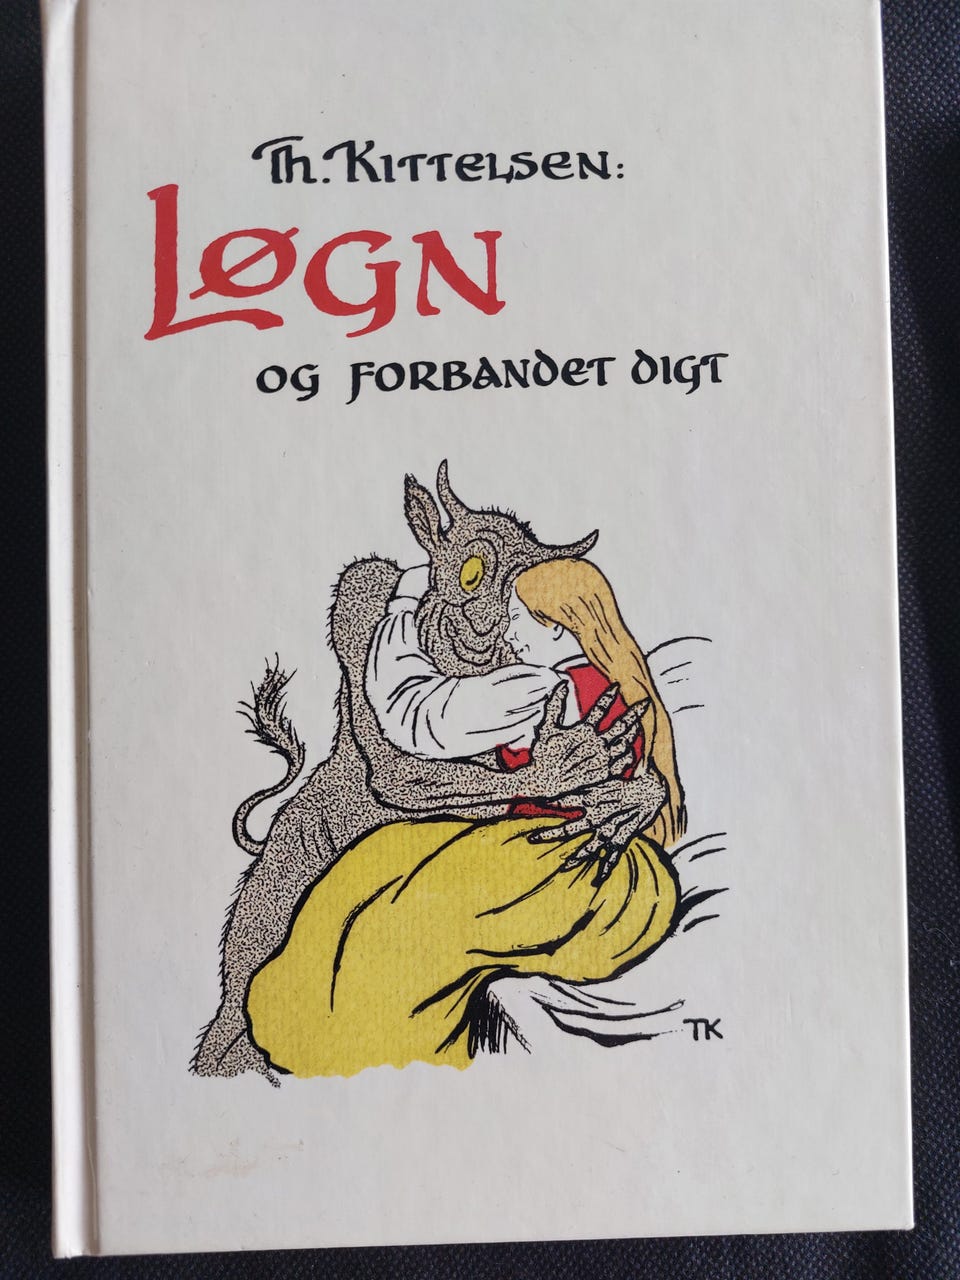 Th. Kittelsen:
Løgn
og forbandet digt
TK